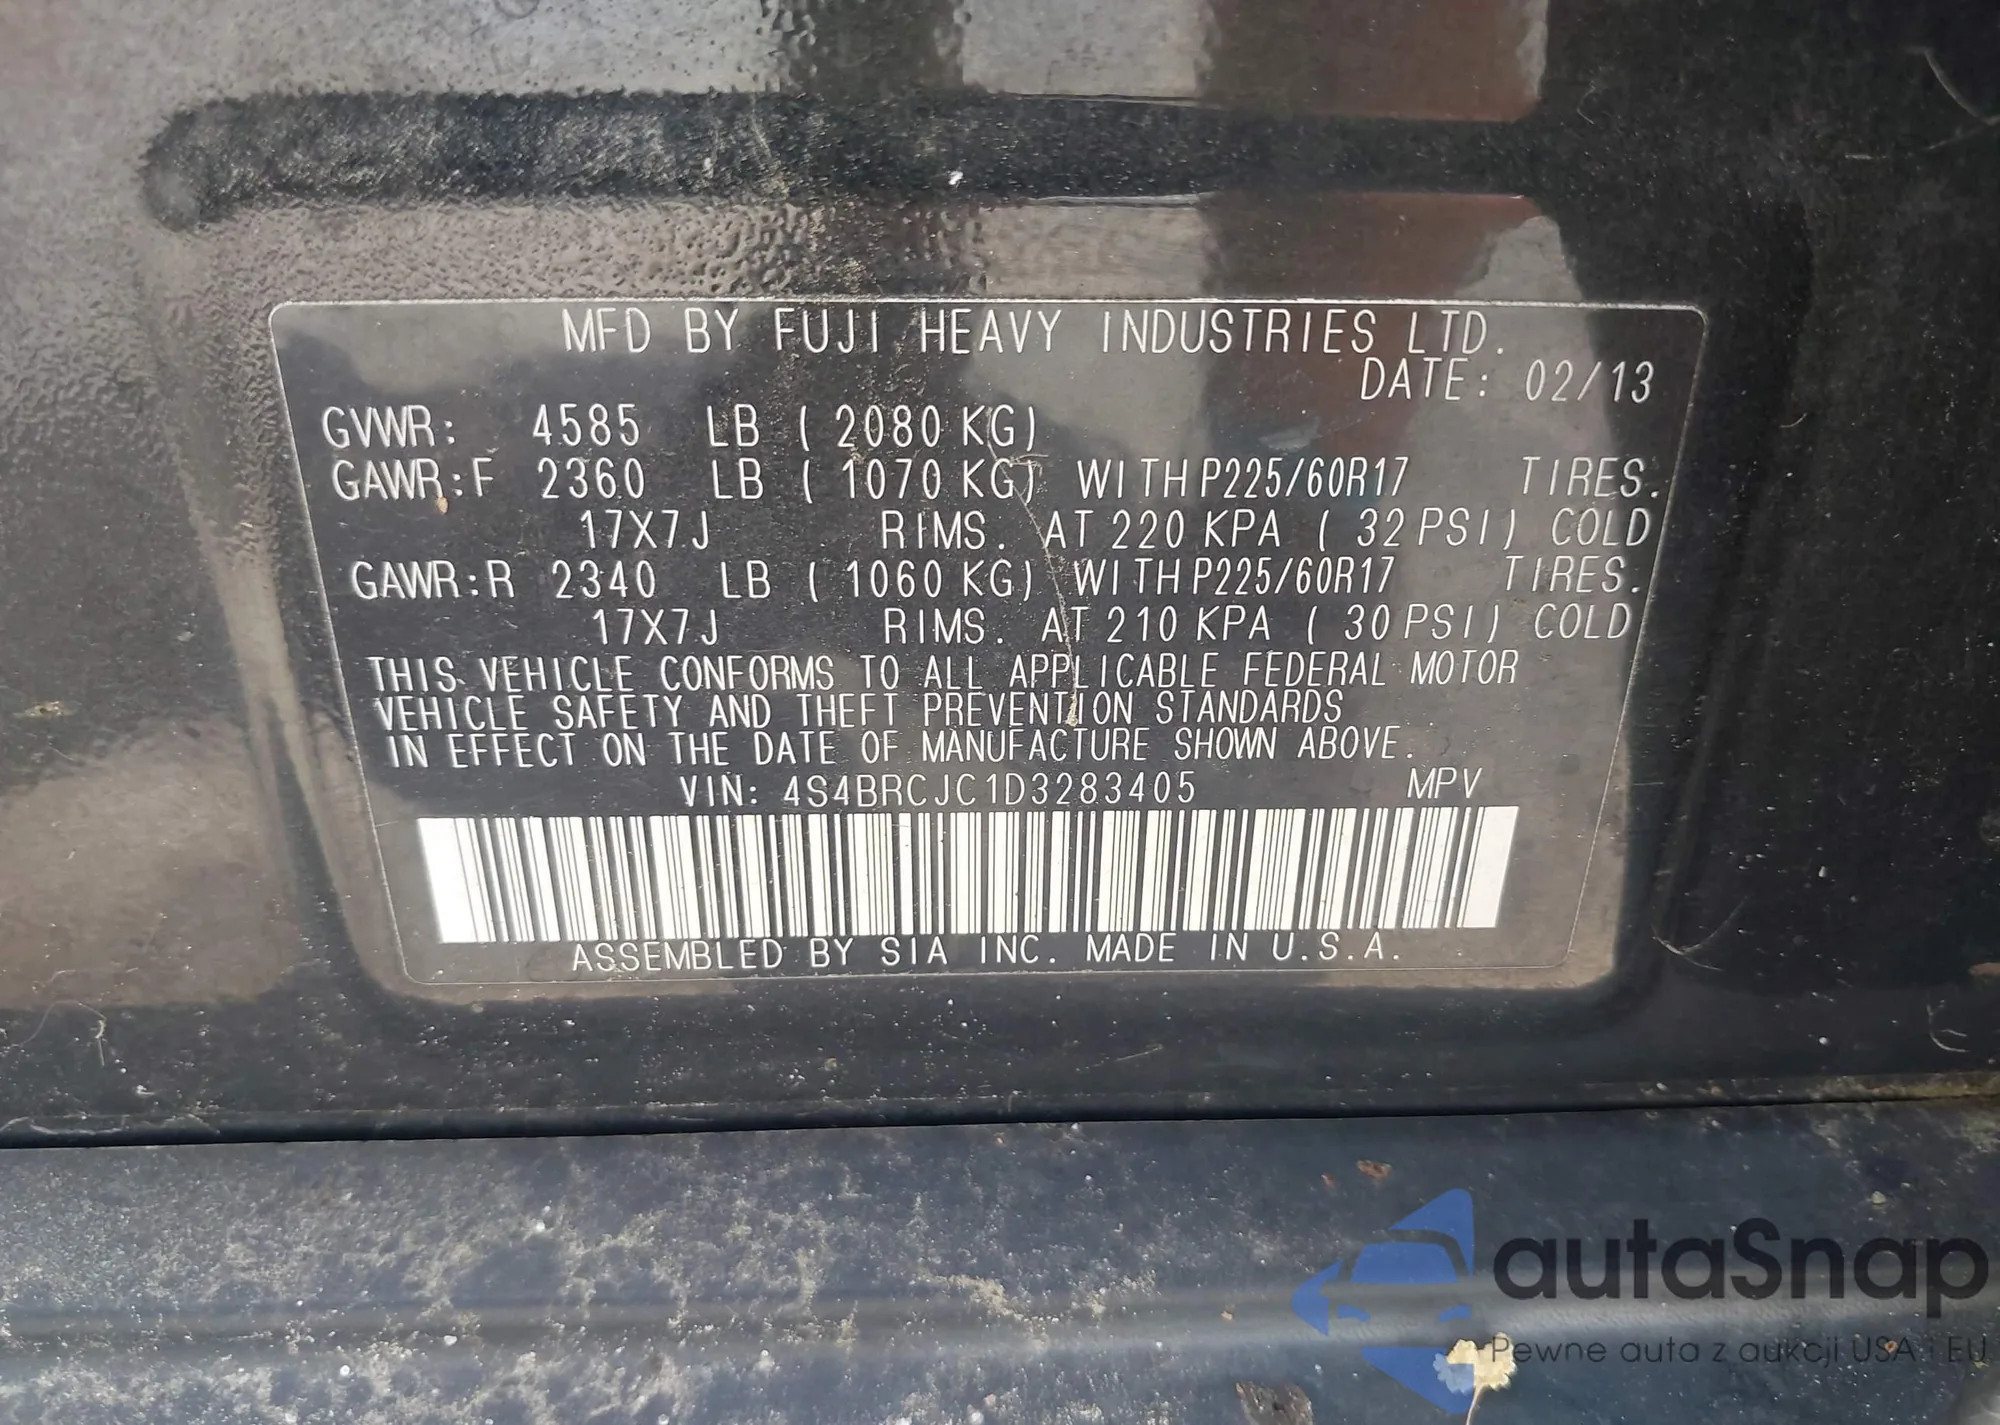 MFD BY FUJI HEAVY INDUSTRIES LTD.
DATE: 02/13
GVWR: 4585 LB ( 2080 KG)
GAWR:F 2360 LB ( 1070 KG) WITH P225/60R17 TIRES.
17X7J RIMS. AT 220 KPA ( 32 PSI) COLD
GAWR:R 2340 LB ( 1060 KG) WITH P225/60R17 TIRES.
17X7J RIMS. AT 210 KPA ( 30 PSI) COLD
THIS VEHICLE CONFORMS TO ALL APPLICABLE FEDERAL MOTOR
VEHICLE SAFETY AND THEFT PREVENTION STANDARDS
IN EFFECT ON THE DATE OF MANUFACTURE SHOWN ABOVE.
VIN: 4S4BRCJC1D3283405 MPV
ASSEMBLED BY SIA INC. MADE IN U.S.A.
autaSnap
Pewne auta z aukcji USA i EU